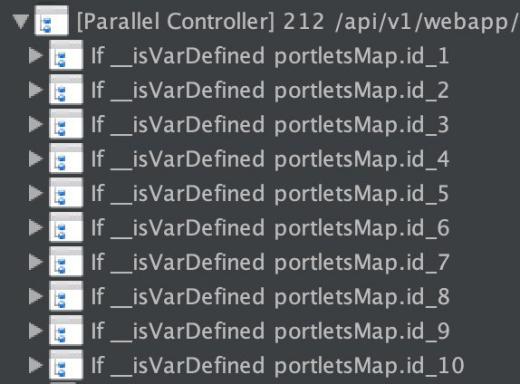 [Parallel Controller] 212 /api/v1/webapp/
If __isVarDefined portletsMap.id_1
If __isVarDefined portletsMap.id_2
If __isVarDefined portletsMap.id_3
If __isVarDefined portletsMap.id_4
If __isVarDefined portletsMap.id_5
If __isVarDefined portletsMap.id_6
If __isVarDefined portletsMap.id_7
If __isVarDefined portletsMap.id_8
If __isVarDefined portletsMap.id_9
If __isVarDefined portletsMap.id_10